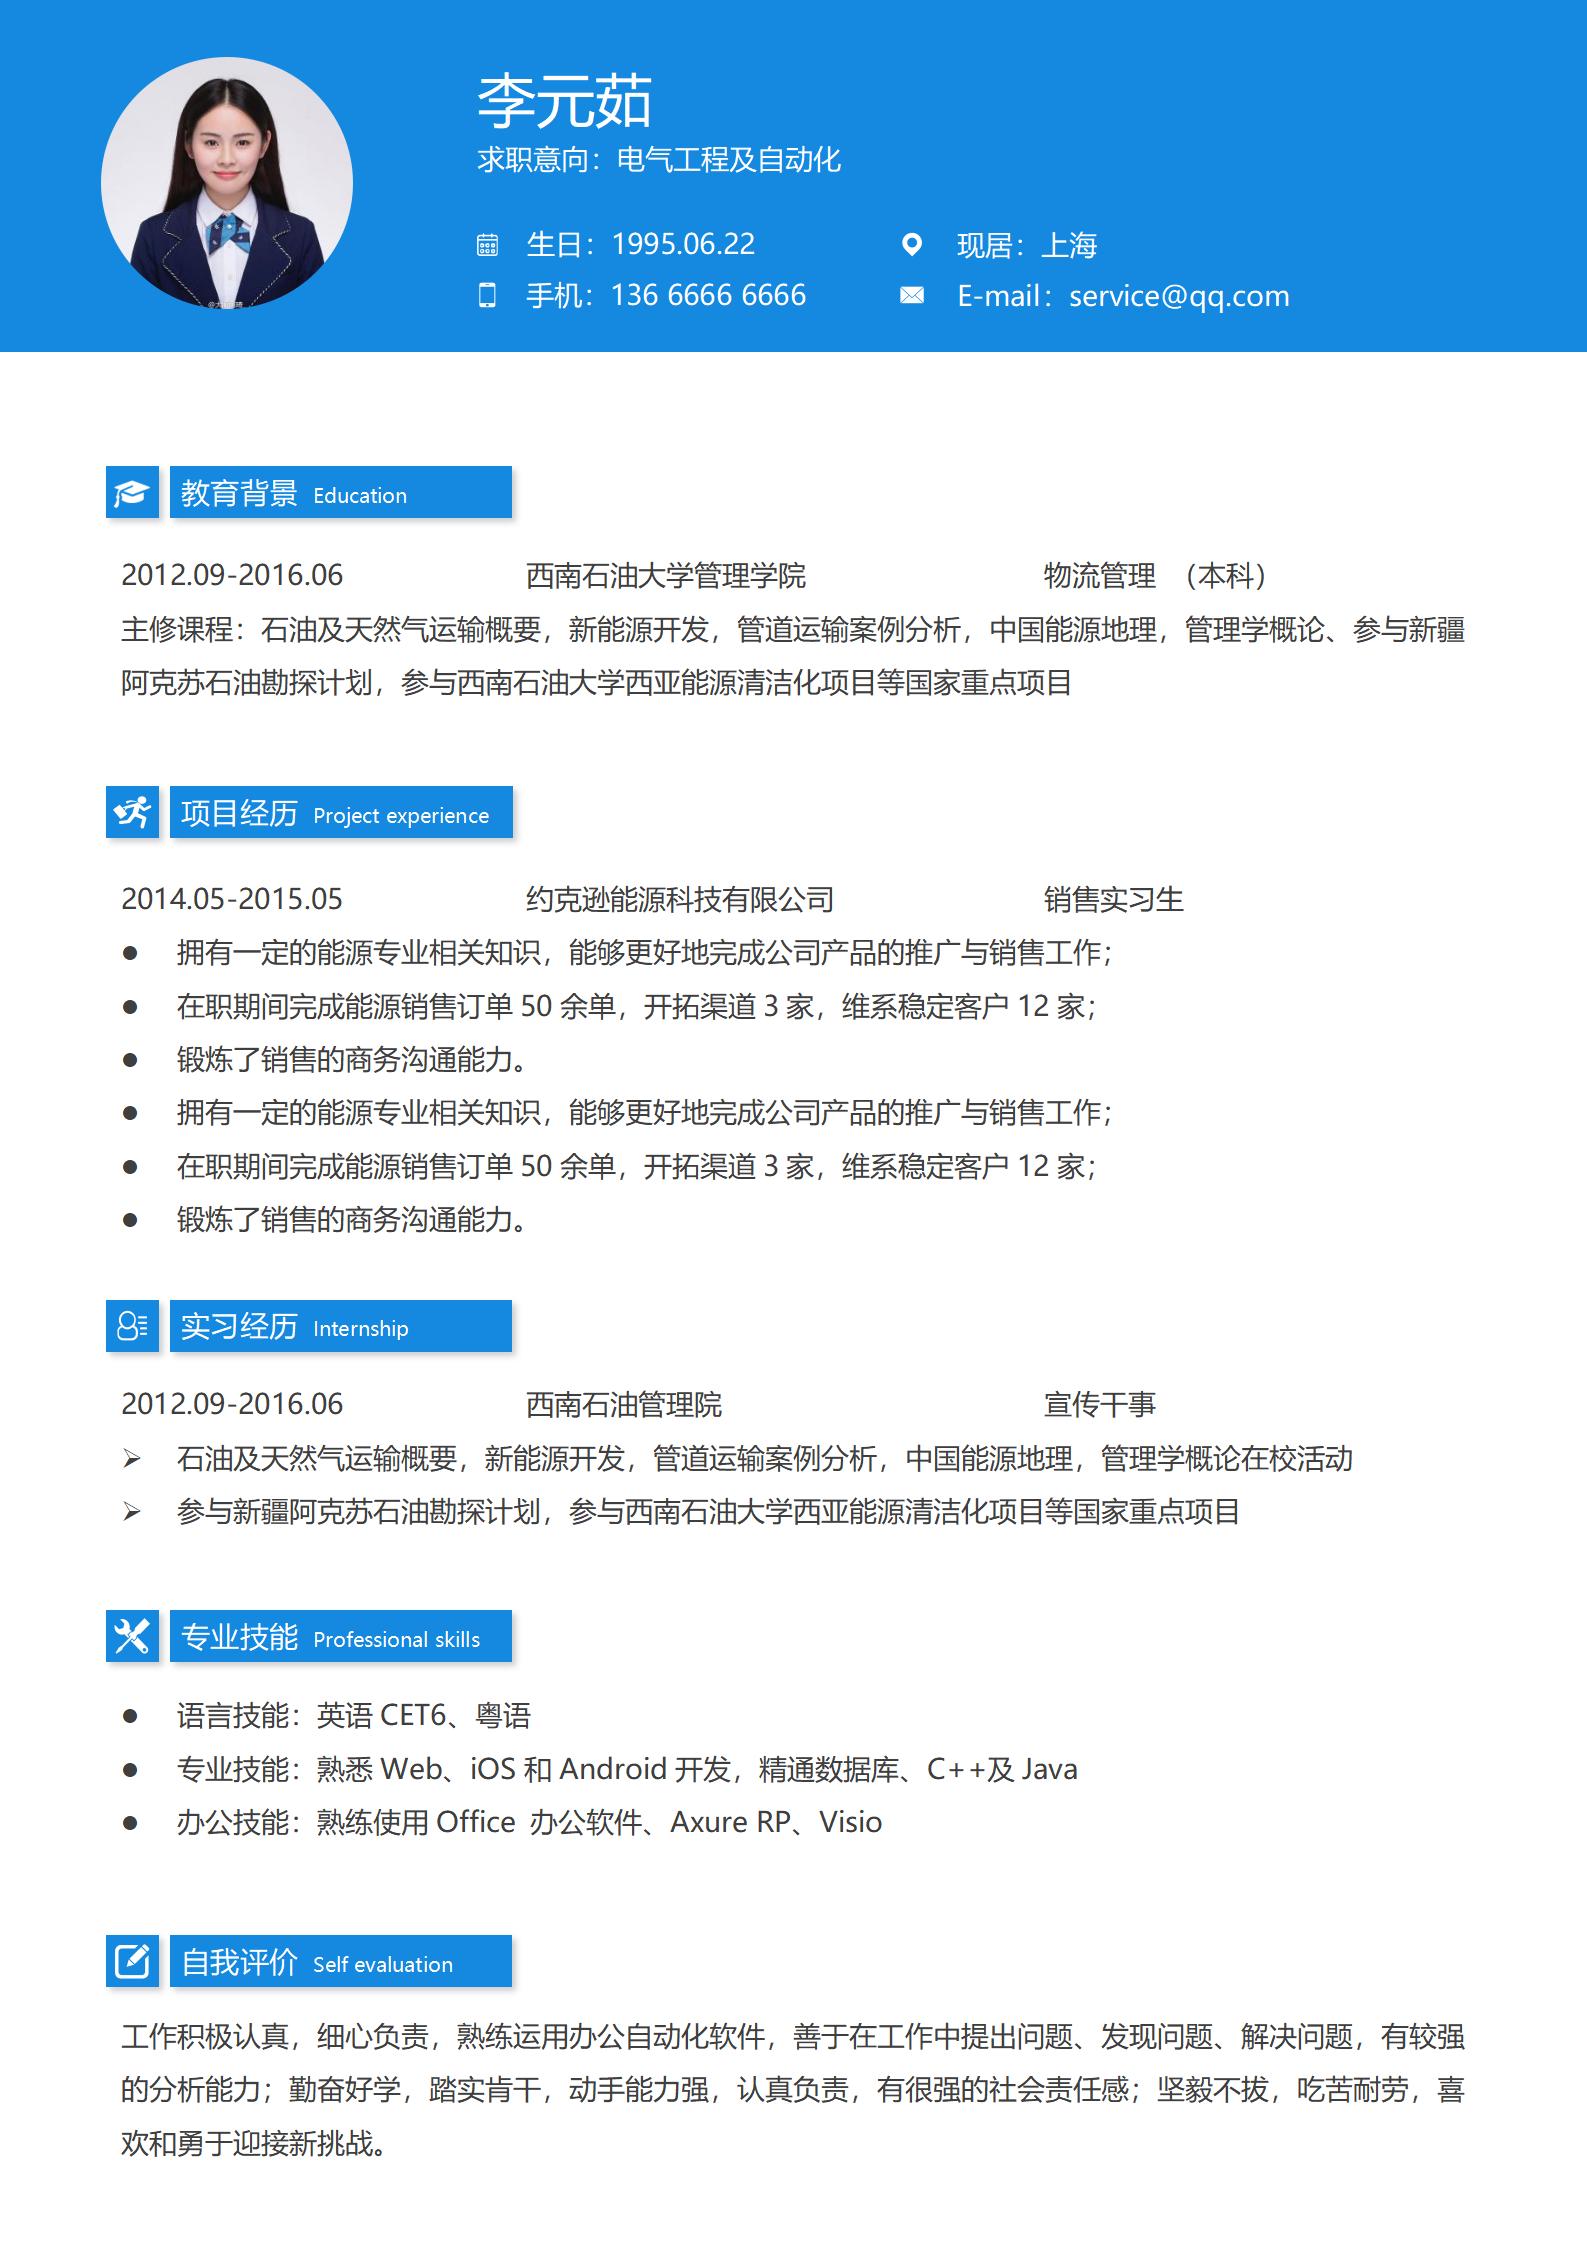 李元茹
求职意向：电气工程及自动化
生日：1995.06.22
现居：上海
手机：136 6666 6666
E-mail：service@qq.com
教育背景 Education
2012.09-2016.06 西南石油大学管理学院 物流管理 （本科）
主修课程：石油及天然气运输概要，新能源开发，管道运输案例分析，中国能源地理，管理学概论、参与新疆
阿克苏石油勘探计划，参与西南石油大学西亚能源清洁化项目等国家重点项目
项目经历 Project experience
2014.05-2015.05 约克逊能源科技有限公司 销售实习生
● 拥有一定的能源专业相关知识，能够更好地完成公司产品的推广与销售工作；
● 在职期间完成能源销售订单 50 余单，开拓渠道 3 家，维系稳定客户 12 家；
● 锻炼了销售的商务沟通能力。
● 拥有一定的能源专业相关知识，能够更好地完成公司产品的推广与销售工作；
● 在职期间完成能源销售订单 50 余单，开拓渠道 3 家，维系稳定客户 12 家；
● 锻炼了销售的商务沟通能力。
实习经历 Internship
2012.09-2016.06 西南石油管理院 宣传干事
➢ 石油及天然气运输概要，新能源开发，管道运输案例分析，中国能源地理，管理学概论在校活动
➢ 参与新疆阿克苏石油勘探计划，参与西南石油大学西亚能源清洁化项目等国家重点项目
专业技能 Professional skills
● 语言技能：英语 CET6、粤语
● 专业技能：熟悉 Web、iOS 和 Android 开发，精通数据库、C++及 Java
● 办公技能：熟练使用 Office 办公软件、Axure RP、Visio
自我评价 Self evaluation
工作积极认真，细心负责，熟练运用办公自动化软件，善于在工作中提出问题、发现问题、解决问题，有较强
的分析能力；勤奋好学，踏实肯干，动手能力强，认真负责，有很强的社会责任感；坚毅不拔，吃苦耐劳，喜
欢和勇于迎接新挑战。